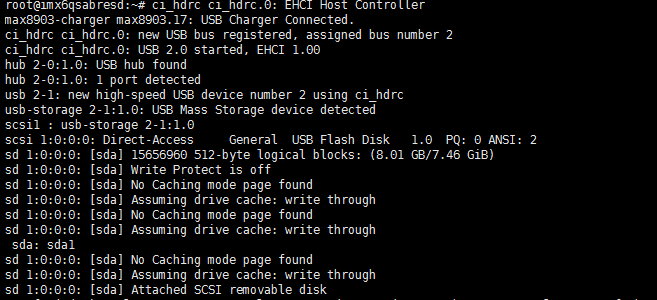 root@imx6qsabresd:~# ci_hdrc ci_hdrc.0: EHCI Host Controller
max8903-charger max8903.17: USB Charger Connected.
ci_hdrc ci_hdrc.0: new USB bus registered, assigned bus number 2
ci_hdrc ci_hdrc.0: USB 2.0 started, EHCI 1.00
hub 2-0:1.0: USB hub found
hub 2-0:1.0: 1 port detected
usb 2-1: new high-speed USB device number 2 using ci_hdrc
usb-storage 2-1:1.0: USB Mass Storage device detected
scsi1 : usb-storage 2-1:1.0
scsi 1:0:0:0: Direct-Access     General  USB Flash Disk   1.0  PQ: 0 ANSI: 2
sd 1:0:0:0: [sda] 15656960 512-byte logical blocks: (8.01 GB/7.46 GiB)
sd 1:0:0:0: [sda] Write Protect is off
sd 1:0:0:0: [sda] No Caching mode page found
sd 1:0:0:0: [sda] Assuming drive cache: write through
sd 1:0:0:0: [sda] No Caching mode page found
sd 1:0:0:0: [sda] Assuming drive cache: write through
 sda: sda1
sd 1:0:0:0: [sda] No Caching mode page found
sd 1:0:0:0: [sda] Assuming drive cache: write through
sd 1:0:0:0: [sda] Attached SCSI removable disk